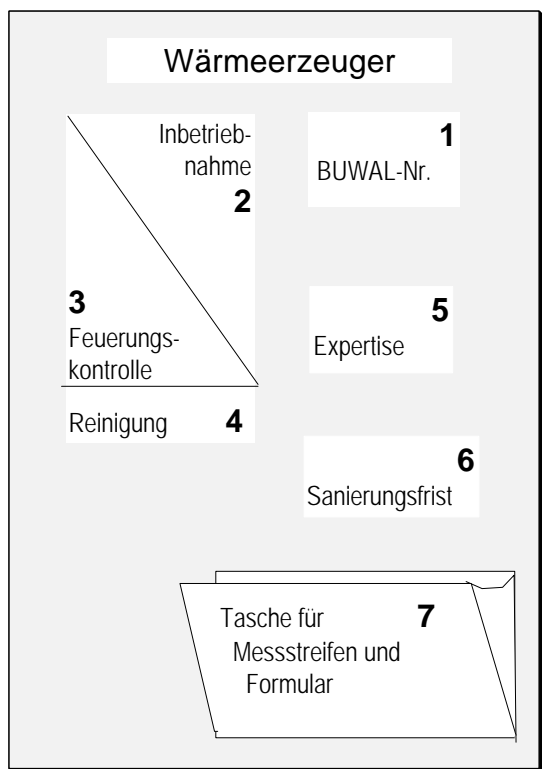 Wärmeerzeuger
Inbetrieb-
nahme
2
1
BUWAL-Nr.
3
Feuerungs-
kontrolle
5
Expertise
Reinigung 4
6
Sanierungsfrist
Tasche für 7
Messstreifen und
Formular